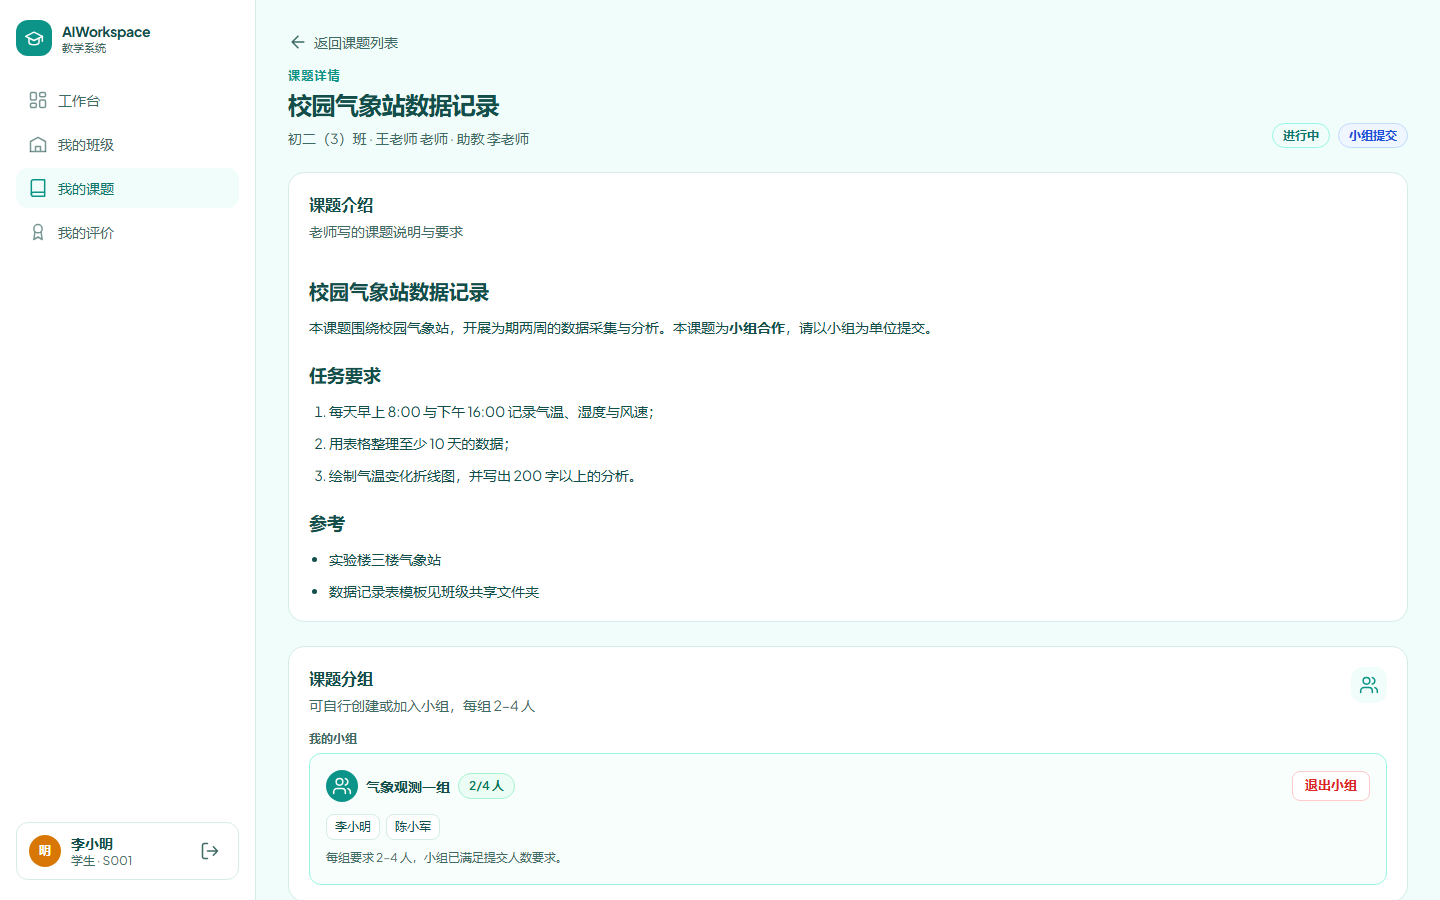 AIWorkspace
教学系统
工作台
我的班级
我的课题
我的评价
明
李小明
学生 · S001
返回课题列表
课题详情
校园气象站数据记录
初二（3）班 · 王老师 老师 · 助教 李老师
进行中
小组提交
课题介绍
老师写的课题说明与要求
校园气象站数据记录
本课题围绕校园气象站，开展为期两周的数据采集与分析。本课题为小组合作，请以小组为单位提交。
任务要求
1. 每天早上 8:00 与下午 16:00 记录气温、湿度与风速；
2. 用表格整理至少 10 天的数据；
3. 绘制气温变化折线图，并写出 200 字以上的分析。
参考
• 实验楼三楼气象站
• 数据记录表模板见班级共享文件夹
课题分组
可自行创建或加入小组，每组 2–4 人
我的小组
气象观测一组
2/4 人
退出小组
李小明
陈小军
每组要求 2–4 人，小组已满足提交人数要求。